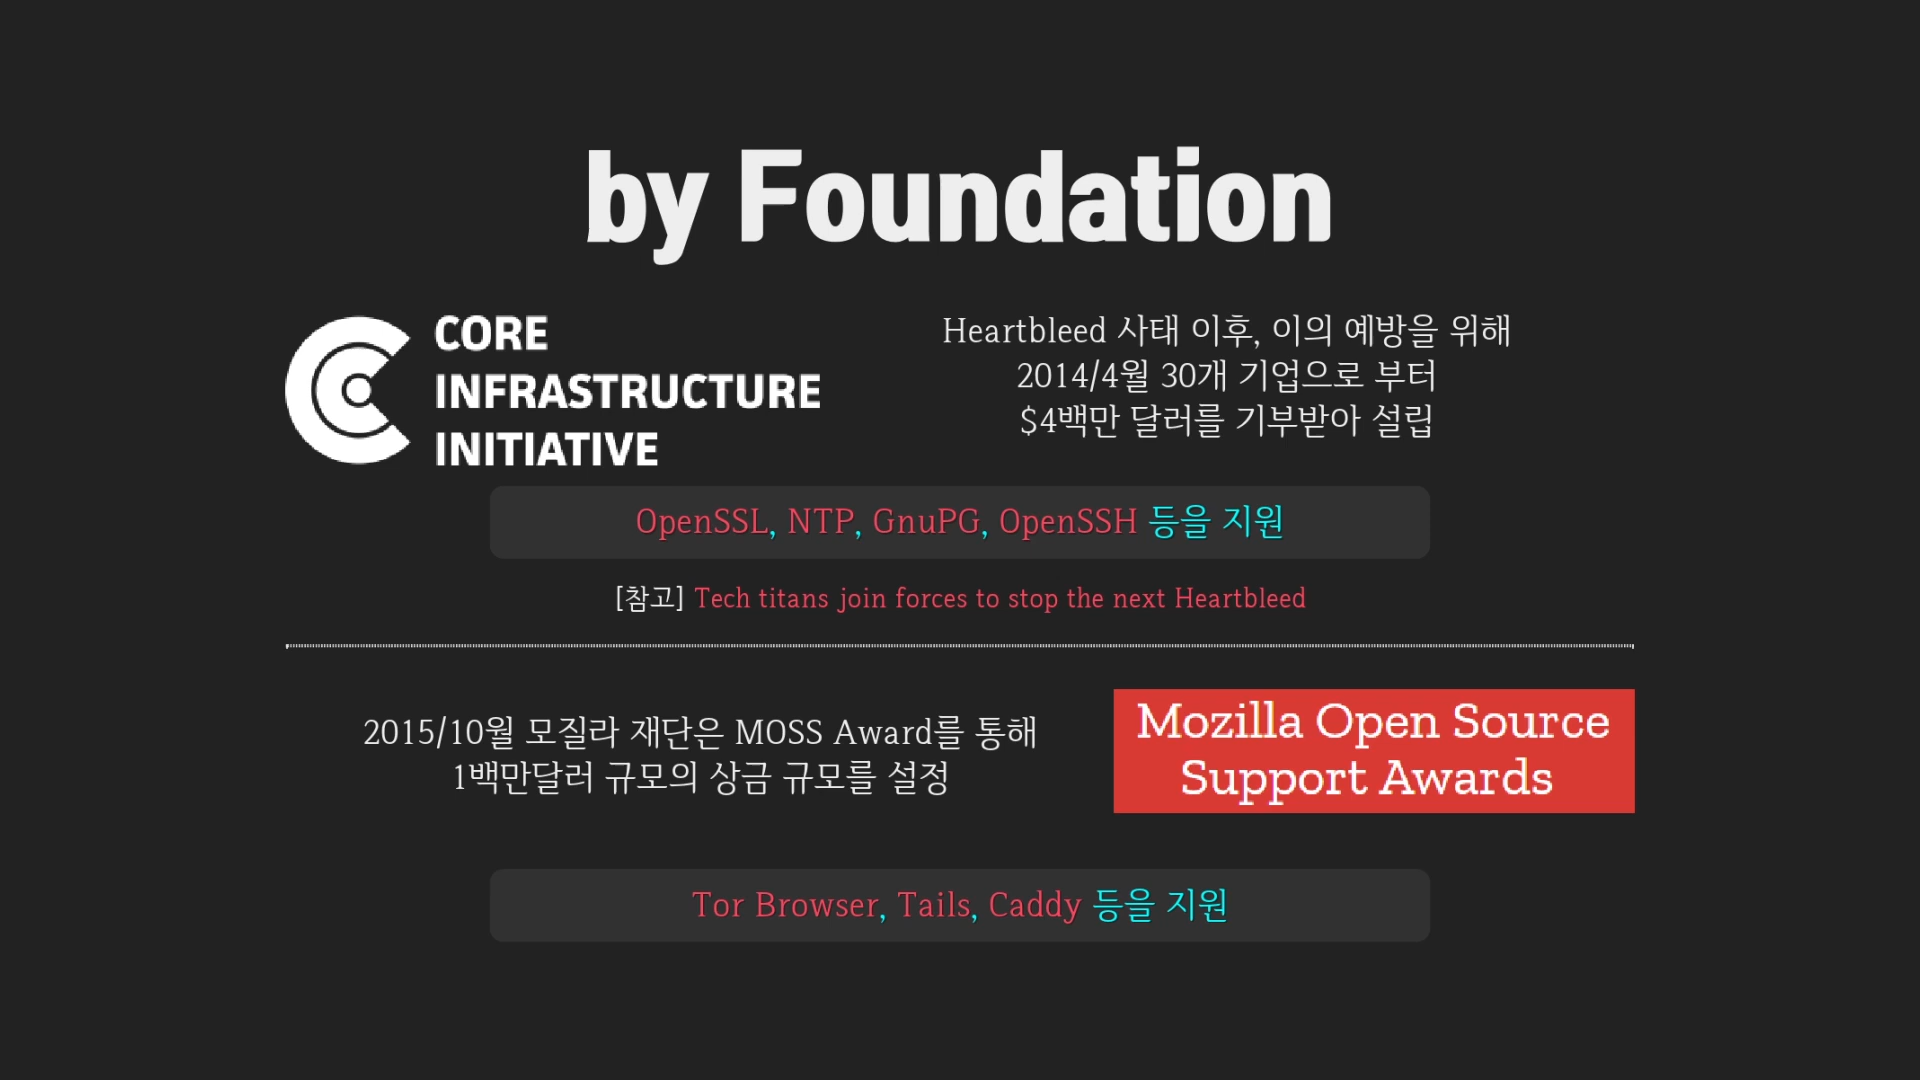 by Foundation
CORE
INFRASTRUCTURE
INITIATIVE
Heartbleed 사태 이후, 이의 예방을 위해
2014/4월 30개 기업으로 부터
$4백만 달러를 기부받아 설립
OpenSSL, NTP, GnuPG, OpenSSH 등을 지원
[참고] Tech titans join forces to stop the next Heartbleed
2015/10월 모질라 재단은 MOSS Award를 통해
1백만달러 규모의 상금 규모를 설정
Mozilla Open Source
Support Awards
Tor Browser, Tails, Caddy 등을 지원